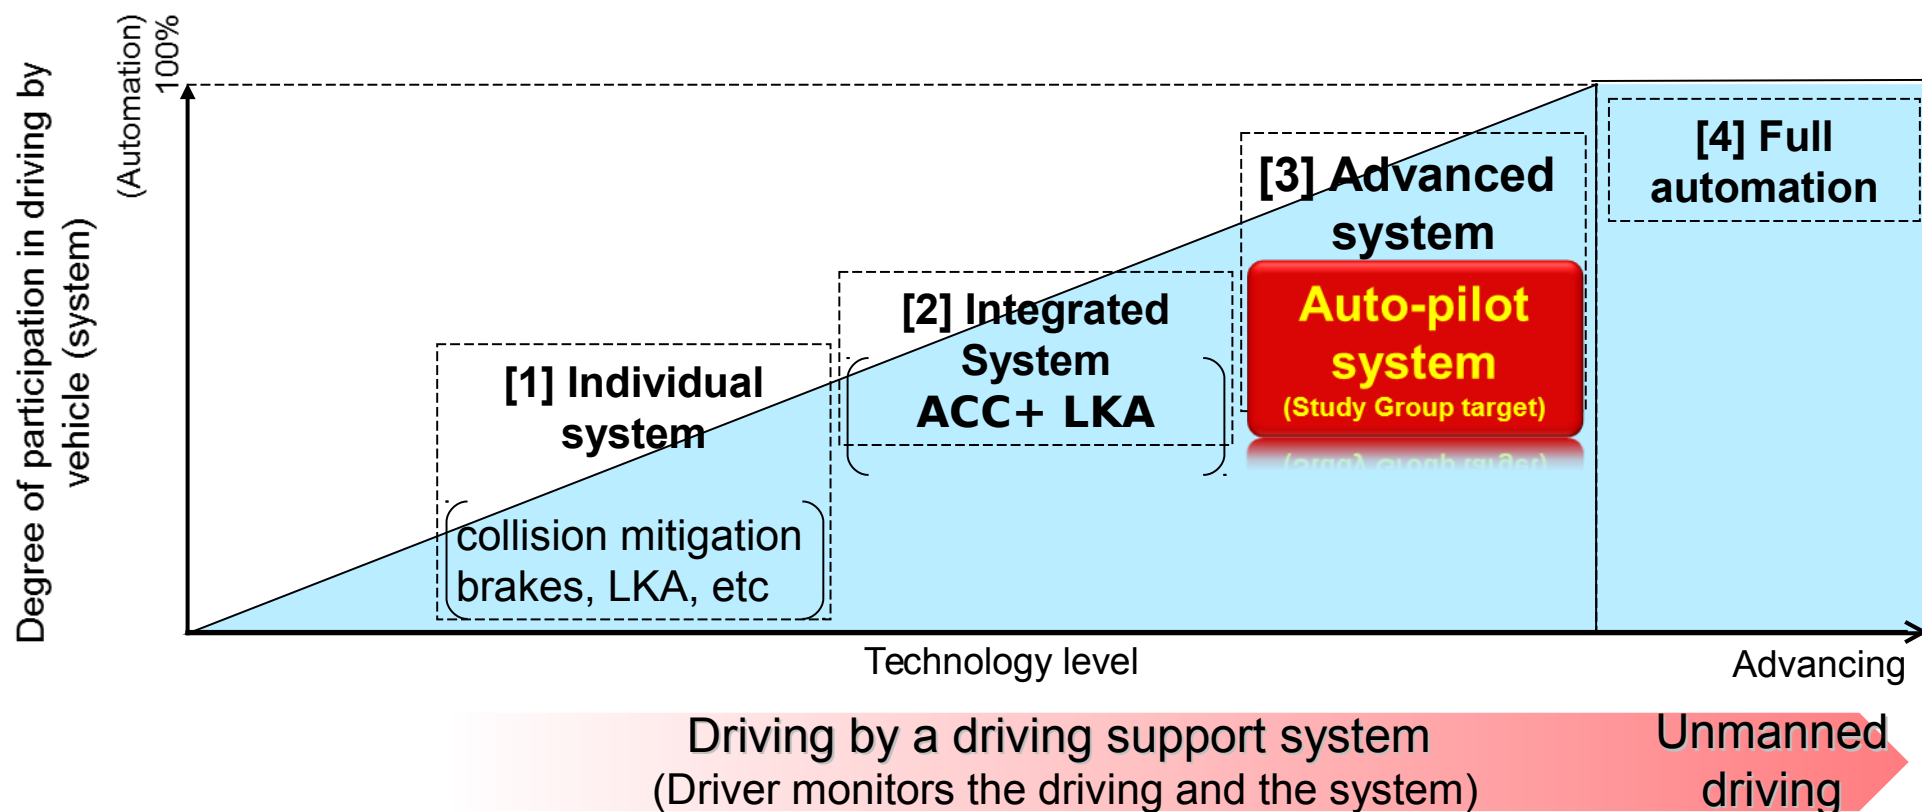 Degree of participation in driving by
vehicle (system)
(Automation)
100%
[1] Individual
system
collision mitigation
brakes, LKA, etc
[2] Integrated
System
ACC+ LKA
[3] Advanced
system
Auto-pilot
system
(Study Group target)
[4] Full
automation
Technology level
Advancing
Driving by a driving support system
(Driver monitors the driving and the system)
Unmanned
driving